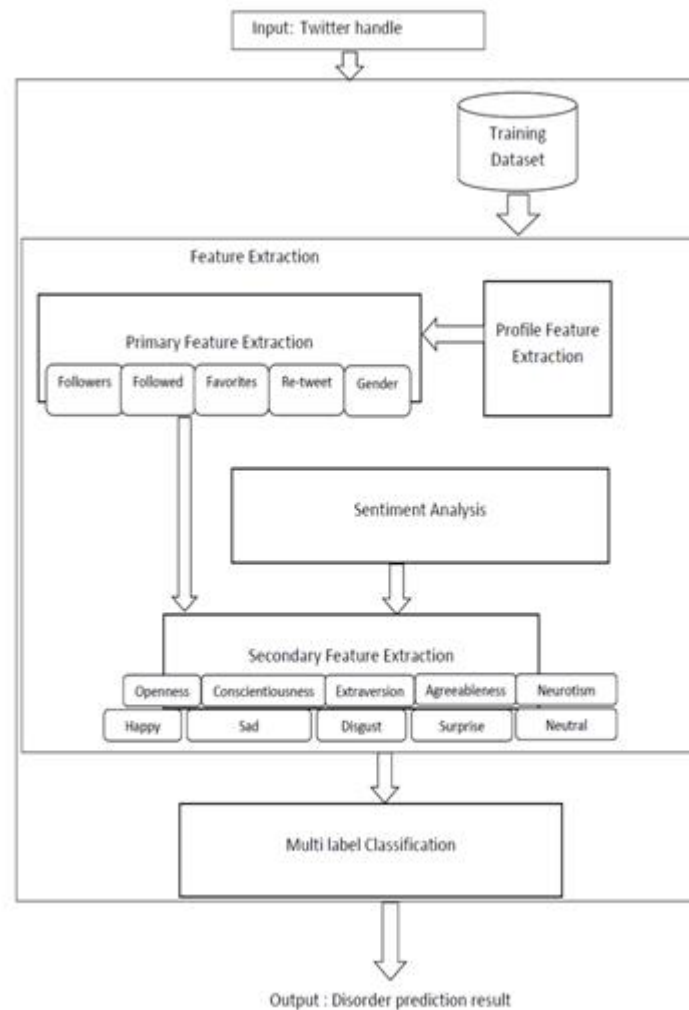 Input: Twitter handle
Training
Dataset
Feature Extraction
Primary Feature Extraction
Followers
Followed
Favorites
Re-tweet
Gender
Profile Feature
Extraction
Sentiment Analysis
Secondary Feature Extraction
Openness
Conscientiousness
Extraversion
Agreeableness
Neurotism
Happy
Sad
Disgust
Surprise
Neutral
Multi label Classification
Output : Disorder prediction result